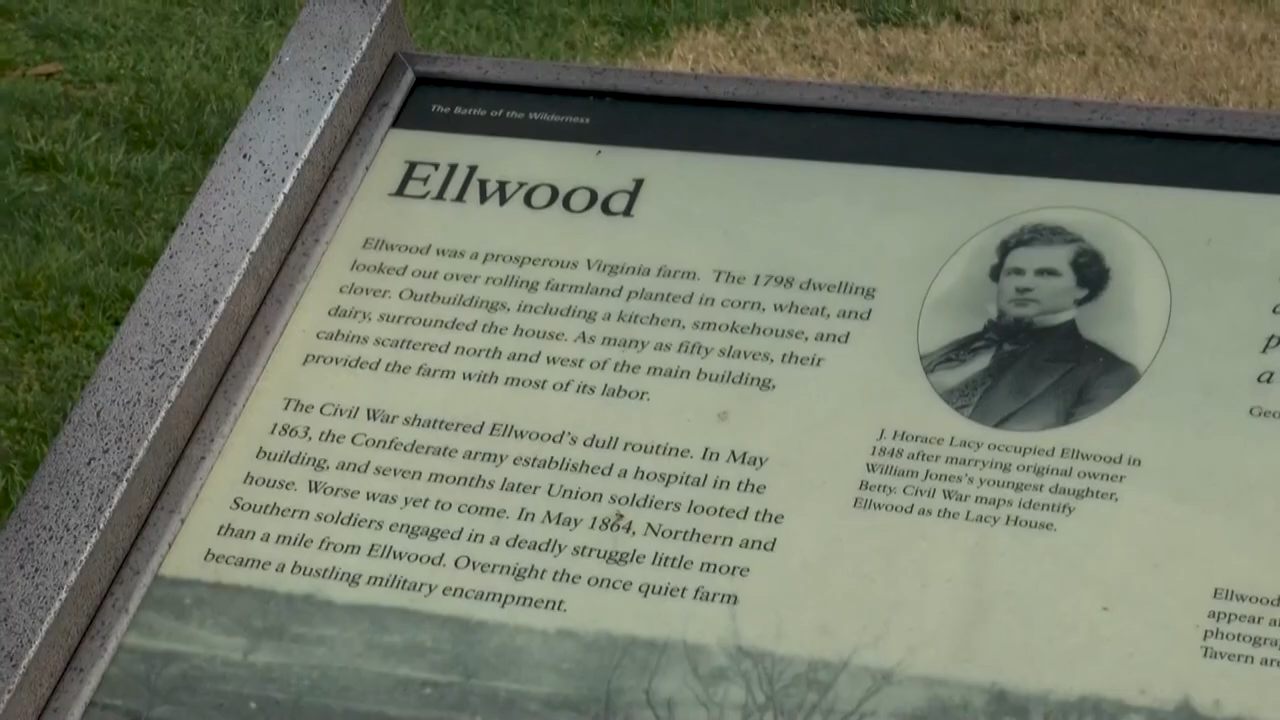 The Battle of the Wilderness
Ellwood
Ellwood was a prosperous Virginia farm. The 1798 dwelling
looked out over rolling farmland planted in corn, wheat, and
clover. Outbuildings, including a kitchen, smokehouse, and
dairy, surrounded the house. As many as fifty slaves, their
cabins scattered north and west of the main building,
provided the farm with most of its labor.
The Civil War shattered Ellwood's dull routine. In May
1863, the Confederate army established a hospital in the
building, and seven months later Union soldiers looted the
house. Worse was yet to come. In May 1864, Northern and
Southern soldiers engaged in a deadly struggle little more
than a mile from Ellwood. Overnight the once quiet farm
became a bustling military encampment.
J. Horace Lacy occupied Ellwood in
1848 after marrying original owner
William Jones's youngest daughter,
Betty. Civil War maps identify
Ellwood as the Lacy House.
p
a
Geo
Ellwood
appear a
photogra
Tavern are